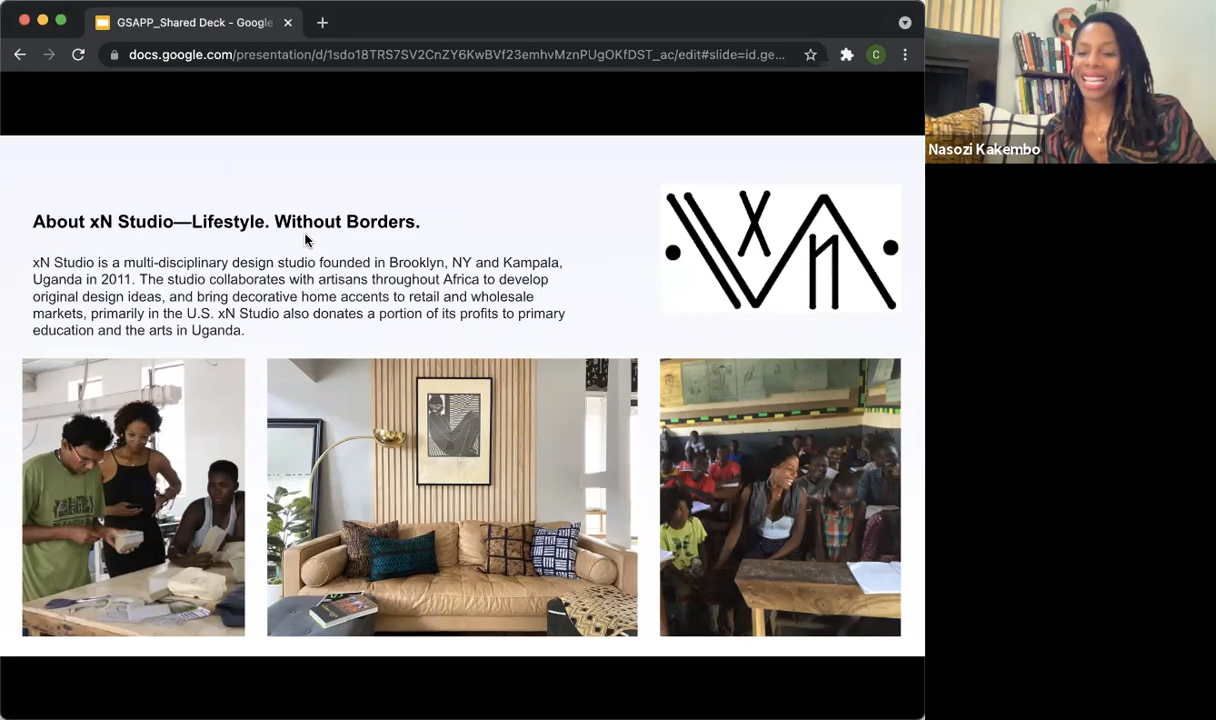 GSAPP_Shared Deck - Google
docs.google.com/presentation/d/1sdo18TRS7SV2CnZY6KwBVf23emhvMznPUgOKfDST_ac/edit#slide=id.ge...
C
Nasozi Kakembo
About xN Studio—Lifestyle. Without Borders.
xN Studio is a multi-disciplinary design studio founded in Brooklyn, NY and Kampala,
Uganda in 2011. The studio collaborates with artisans throughout Africa to develop
original design ideas, and bring decorative home accents to retail and wholesale
markets, primarily in the U.S. xN Studio also donates a portion of its profits to primary
education and the arts in Uganda.
xn